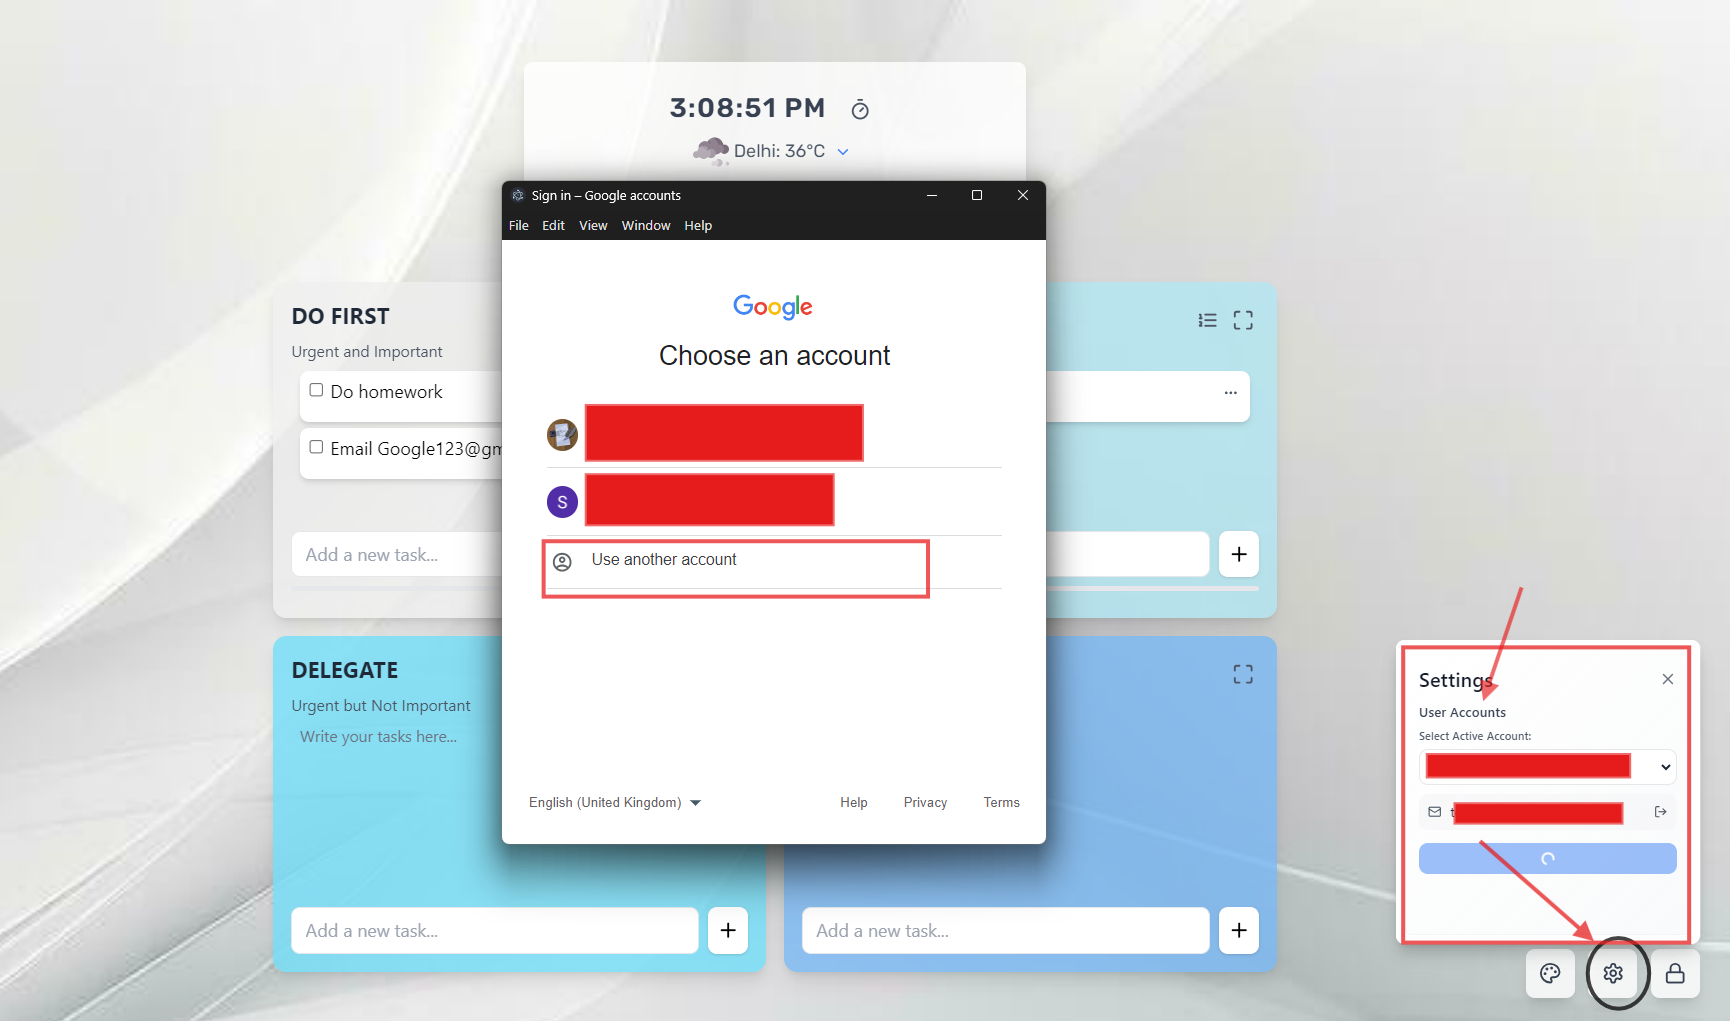 3:08:51 PM
Delhi: 36°C
Sign in – Google accounts
File Edit View Window Help
Google
Choose an account
S
Use another account
English (United Kingdom)
Help Privacy Terms
DO FIRST
Urgent and Important
Do homework
Email Google123@gm
Add a new task...
DELEGATE
Urgent but Not Important
Write your tasks here...
Add a new task...
Add a new task...
Settings
User Accounts
Select Active Account:
t